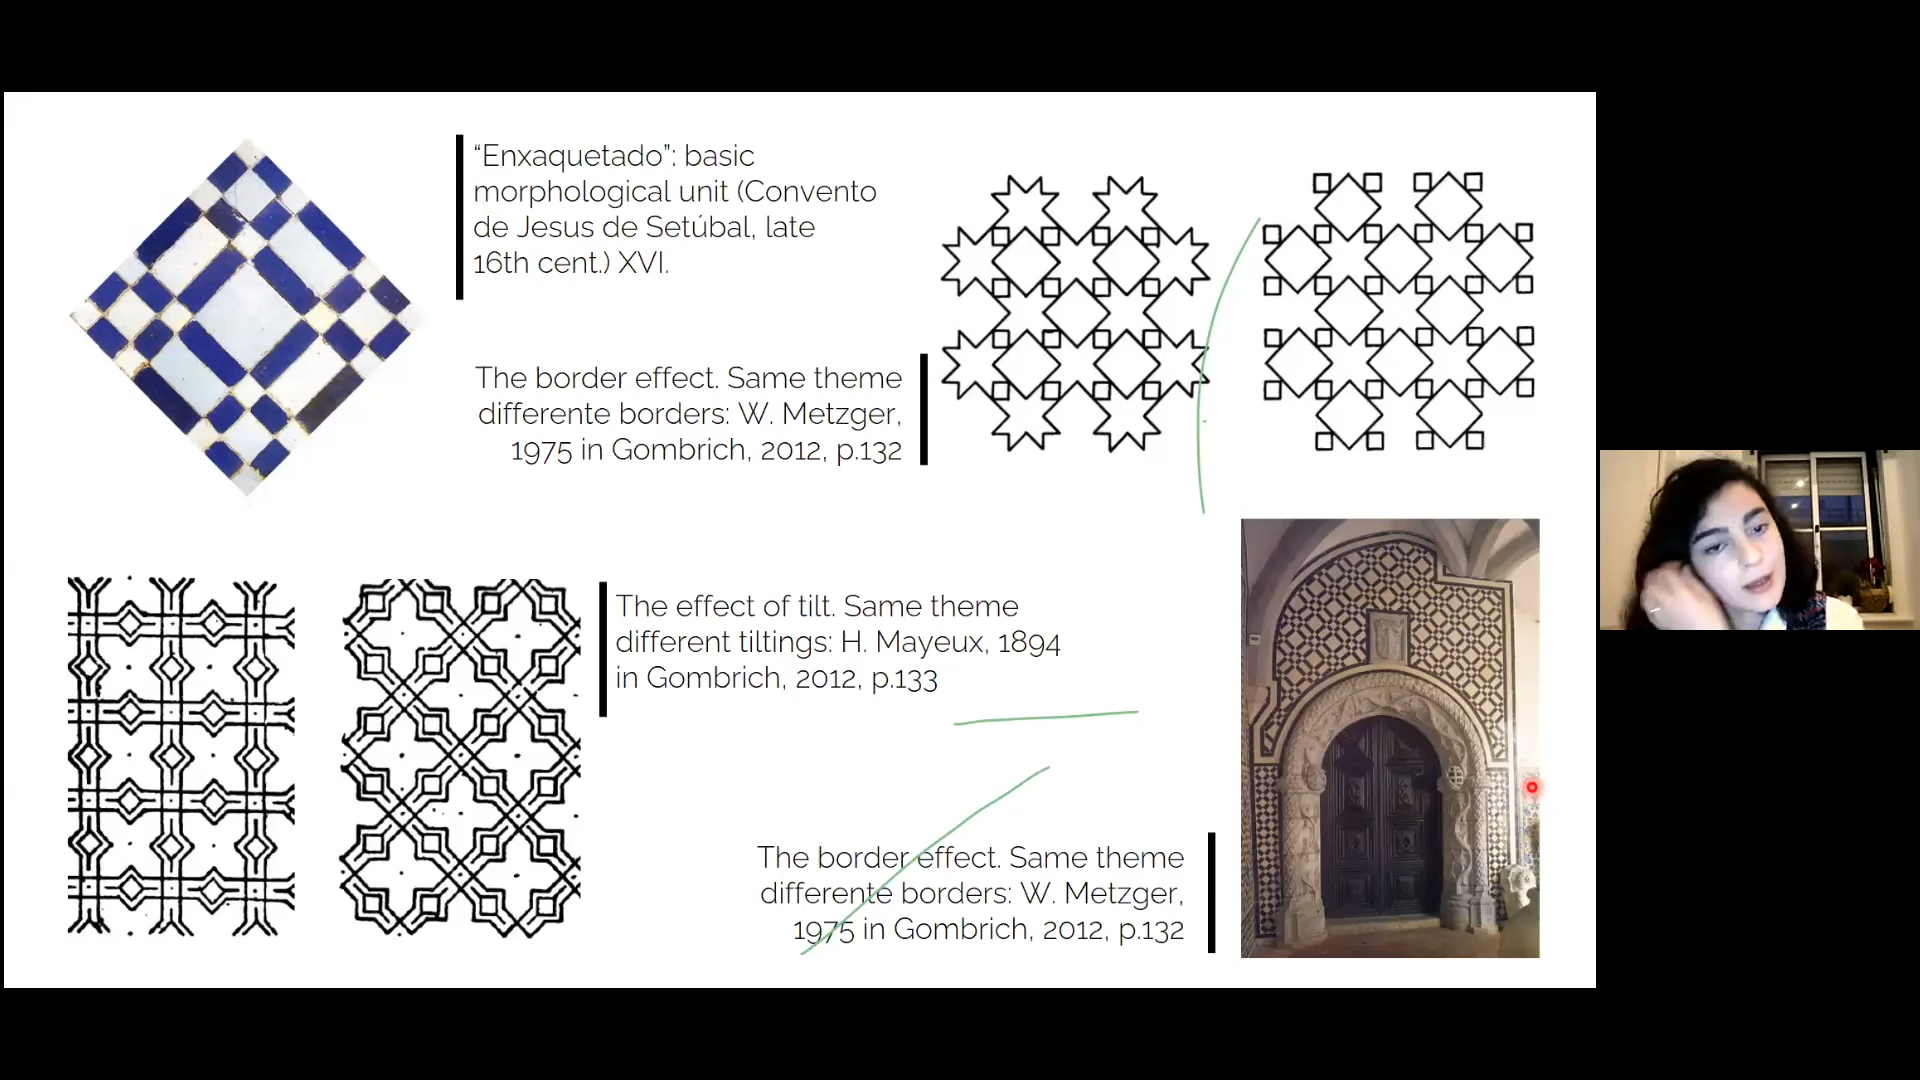 “Enxaquetado”: basic
morphological unit (Convento
de Jesus de Setúbal, late
16th cent.) XVI.
The border effect. Same theme
differente borders: W. Metzger,
1975 in Gombrich, 2012, p.132
The effect of tilt. Same theme
different tiltings: H. Mayeux, 1894
in Gombrich, 2012, p.133
The border effect. Same theme
differente borders: W. Metzger,
1975 in Gombrich, 2012, p.132